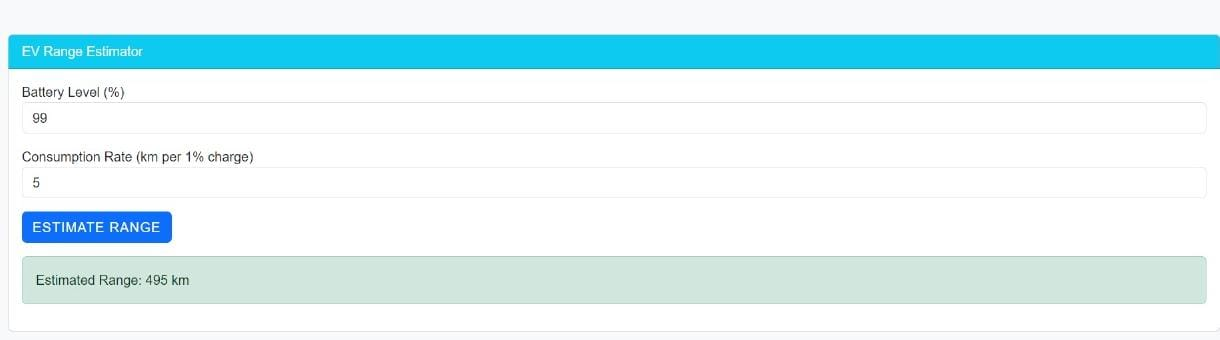 EV Range Estimator
Battery Level (%)
99
Consumption Rate (km per 1% charge)
5
ESTIMATE RANGE
Estimated Range: 495 km